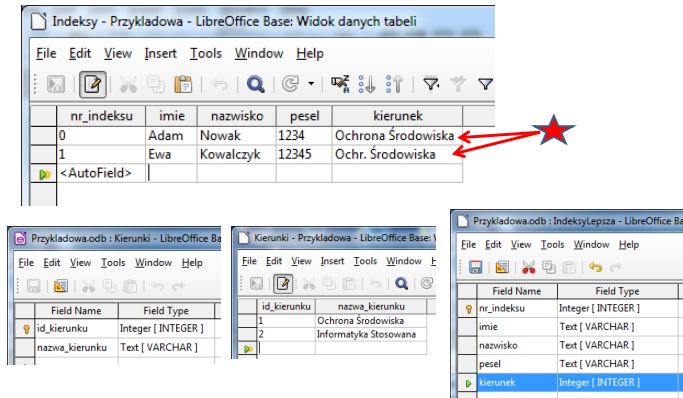 Indeksy - Przykladowa - LibreOffice Base: Widok danych tabeli
File Edit View Insert Tools Window Help
nr_indeksu imie nazwisko pesel kierunek
0 Adam Nowak 1234 Ochrona Środowiska
1 Ewa Kowalczyk 12345 Ochr. Środowiska
<AutoField>
Przykladowa.odb : Kierunki - LibreOffice Ba
File Edit View Tools Window Help
Field Name Field Type
id_kierunku Integer [ INTEGER ]
nazwa_kierunku Text [ VARCHAR ]
Kierunki - Przykladowa - LibreOffice Base:
File Edit View Insert Tools Window
id_kierunku nazwa_kierunku
1 Ochrona Środowiska
2 Informatyka Stosowana
Przykladowa.odb : IndeksyLepsza - LibreOffice Ba
File Edit View Tools Window Help
Field Name Field Type
nr_indeksu Integer [ INTEGER ]
imie Text [ VARCHAR ]
nazwisko Text [ VARCHAR ]
pesel Text [ VARCHAR ]
kierunek Integer [ INTEGER ]